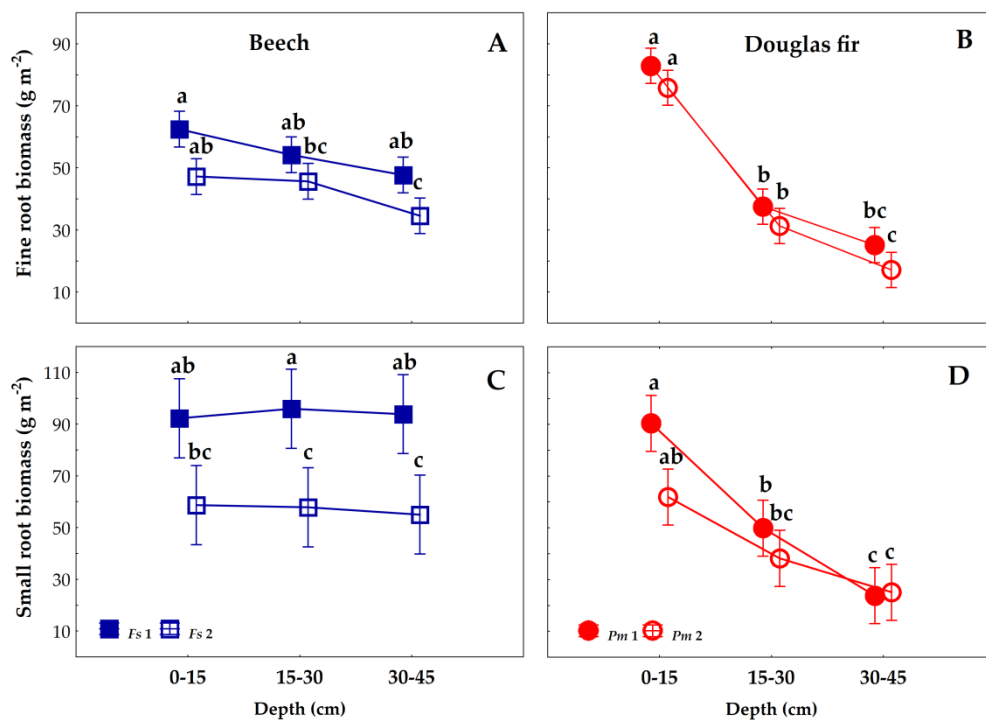 Beech
A
Fine root biomass (g m⁻²)
90
70
50
30
10
a
ab
ab
bc
ab
c
Douglas fir
B
a
a
b
b
bc
c
C
Small root biomass (g m⁻²)
110
90
70
50
30
10
ab
a
ab
bc
c
c
Fs 1
Fs 2
0-15
15-30
30-45
Depth (cm)
D
a
ab
b
bc
c
c
Pm 1
Pm 2
0-15
15-30
30-45
Depth (cm)